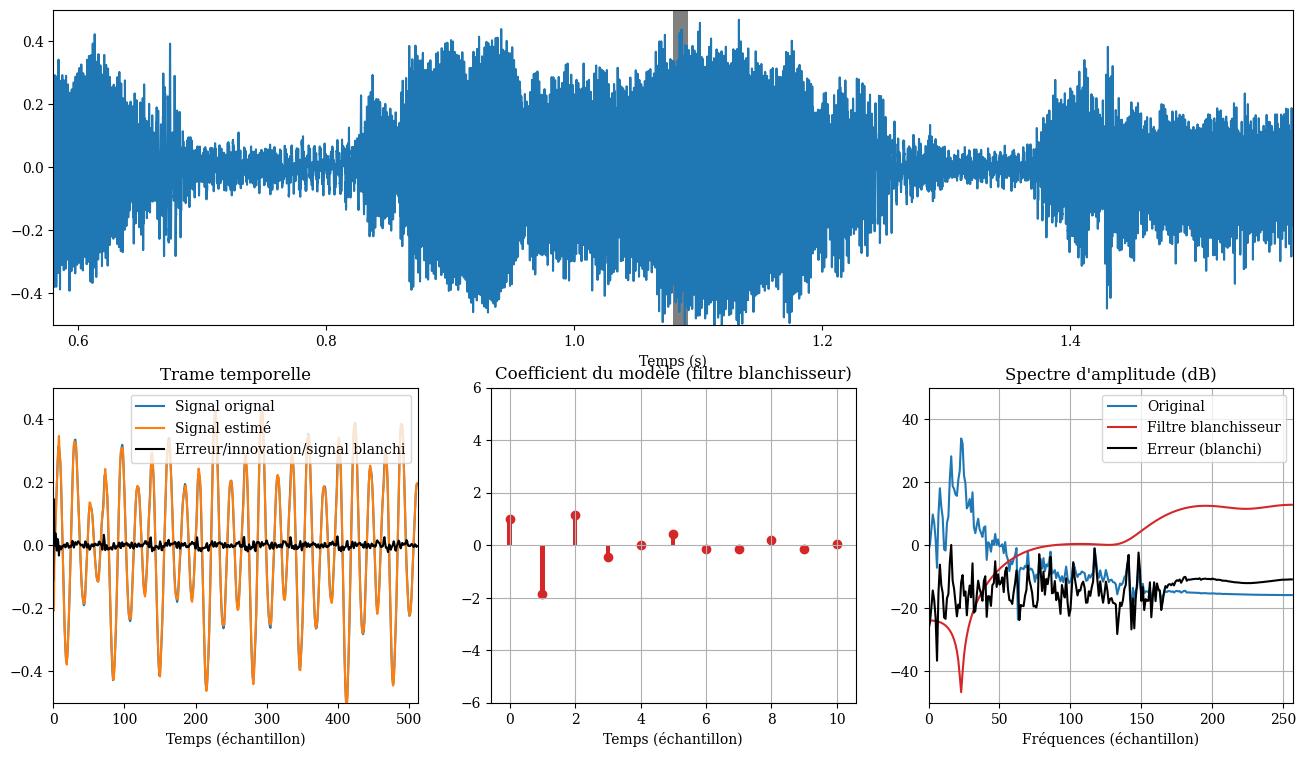 0.4
0.2
0.0
−0.2
−0.4
0.6 0.8 1.0 1.2 1.4
Temps (s)
Trame temporelle
Signal orignal
Signal estimé
Erreur/innovation/signal blanchi
0.4
0.2
0.0
−0.2
−0.4
0 100 200 300 400 500
Temps (échantillon)
Coefficient du modèle (filtre blanchisseur)
6
4
2
0
−2
−4
−6
0 2 4 6 8 10
Temps (échantillon)
Spectre d'amplitude (dB)
Original
Filtre blanchisseur
Erreur (blanchi)
40
20
0
−20
−40
0 50 100 150 200 250
Fréquences (échantillon)